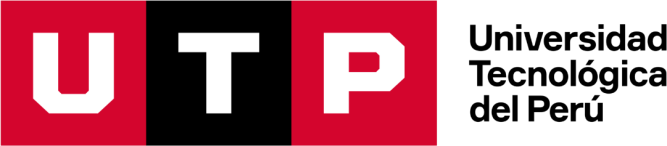 UTP
Universidad
Tecnológica
del Perú